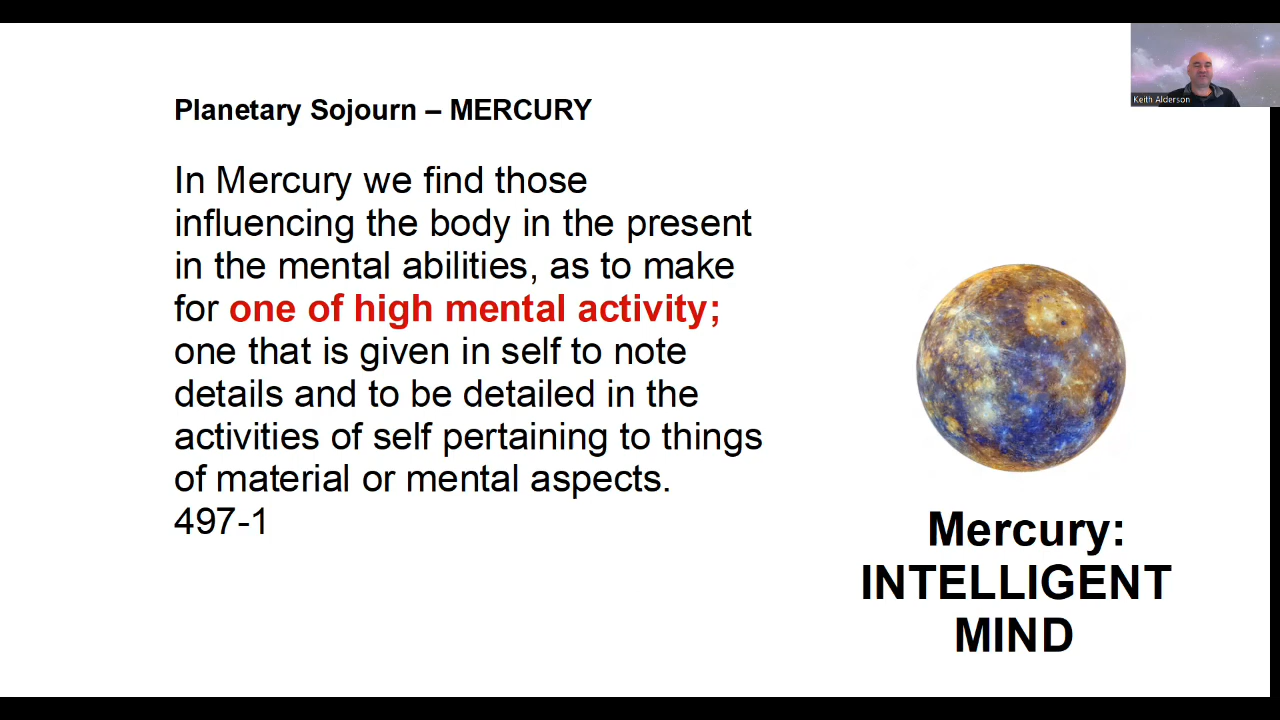 Keith Alderson
Planetary Sojourn – MERCURY
In Mercury we find those
influencing the body in the present
in the mental abilities, as to make
for one of high mental activity;
one that is given in self to note
details and to be detailed in the
activities of self pertaining to things
of material or mental aspects.
497-1
Mercury:
INTELLIGENT
MIND